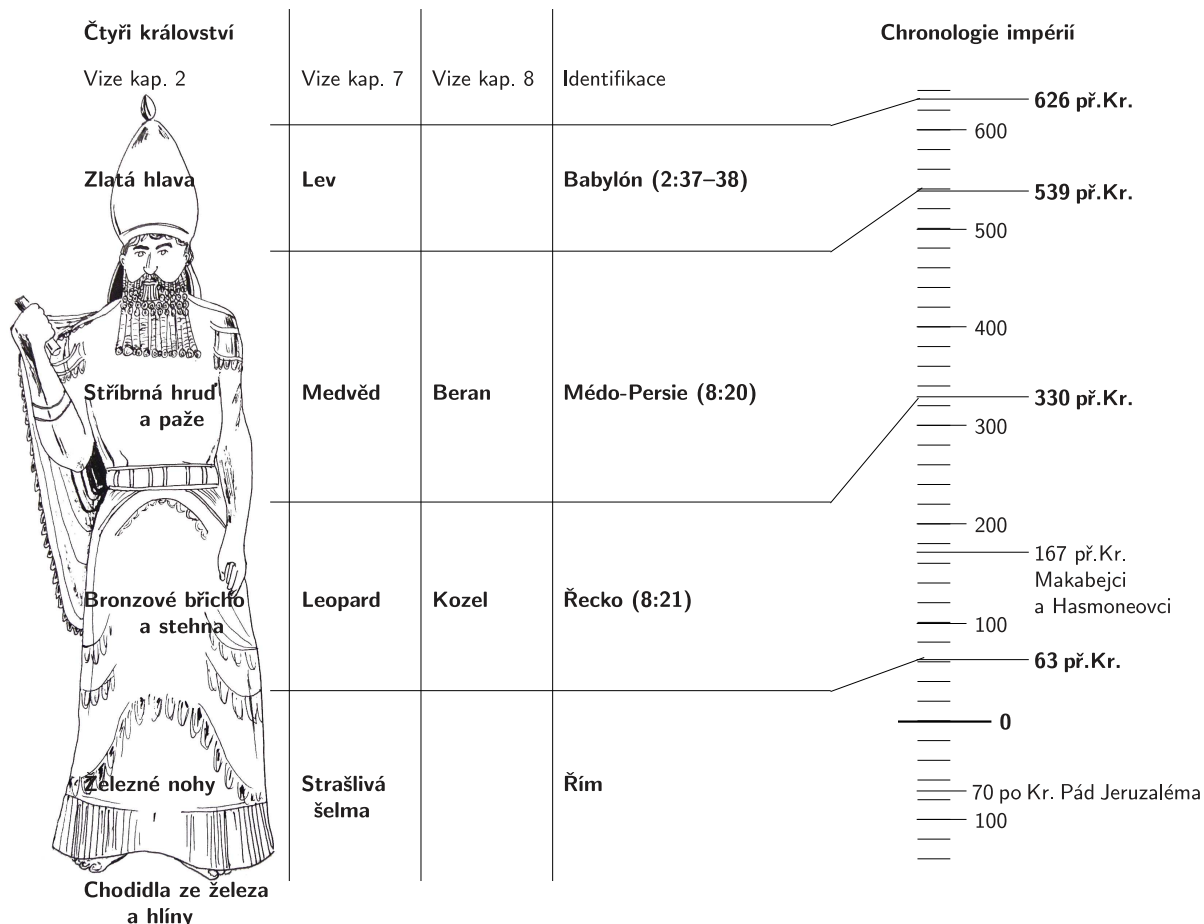 Čtyři království
Chronologie impérií
Vize kap. 2
Vize kap. 7
Vize kap. 8
Identifikace
Zlatá hlava
Lev
Babylón (2:37–38)
Stříbrná hruď
a paže
Medvěd
Beran
Médo-Persie (8:20)
Bronzové břicho
a stehna
Leopard
Kozel
Řecko (8:21)
Železné nohy
Strašlivá
šelma
Řím
Chodidla ze železa
a hlíny
626 př.Kr.
600
539 př.Kr.
500
400
330 př.Kr.
300
200
167 př.Kr.
Makabejci
a Hasmoneovci
100
63 př.Kr.
0
70 po Kr. Pád Jeruzaléma
100